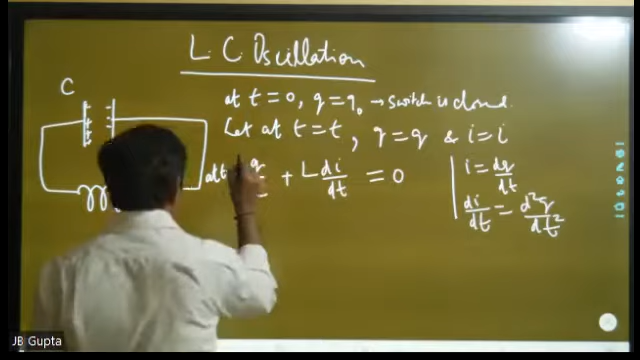 L C Oscillation
C
at t = 0, q = q₀ → Switch is closed.
Let at t = t, q = q & i = i
at t q + L di/dt = 0
i = dq/dt
di/dt = d²q/dt²
JB Gupta